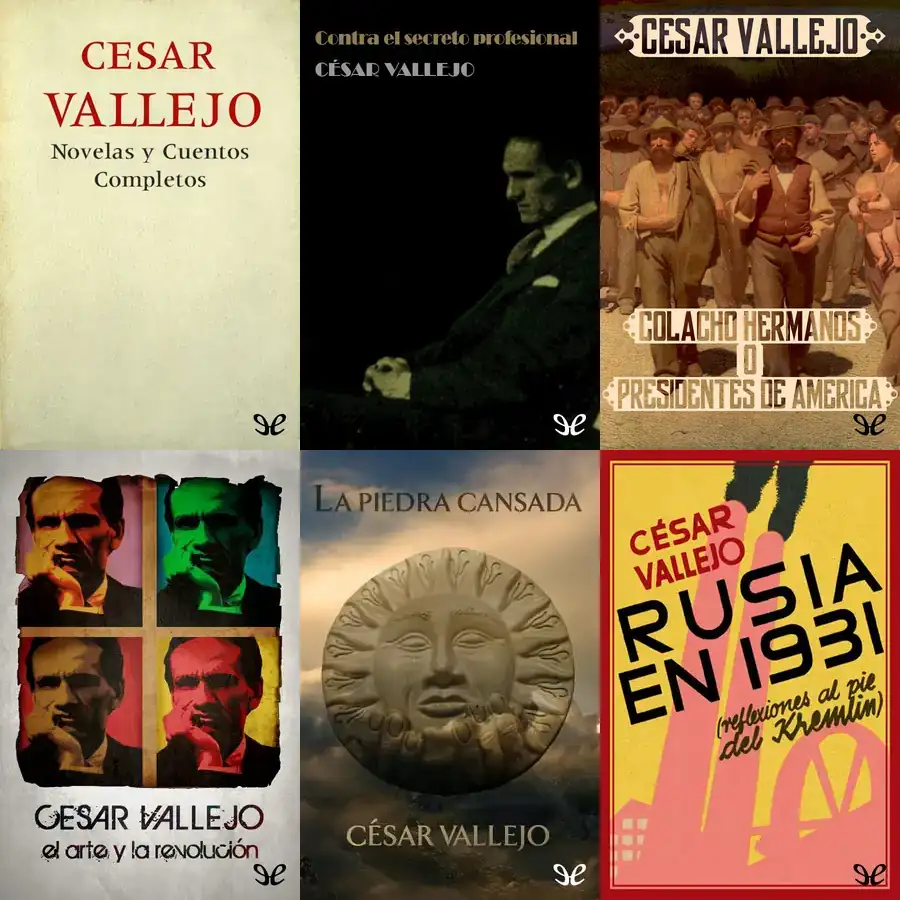 CESAR
VALLEJO
Novelas y Cuentos
Completos
Contra el secreto profesional
CÉSAR VALLEJO
CÉSAR VALLEJO
COLACHO HERMANOS
O
PRESIDENTES DE AMERICA
CESAR VALLEJO
el arte y la revolución
LA PIEDRA CANSADA
CÉSAR VALLEJO
CÉSAR
VALLEJO
RUSIA
EN 1931
(reflexiones al pie
del Kremlin)